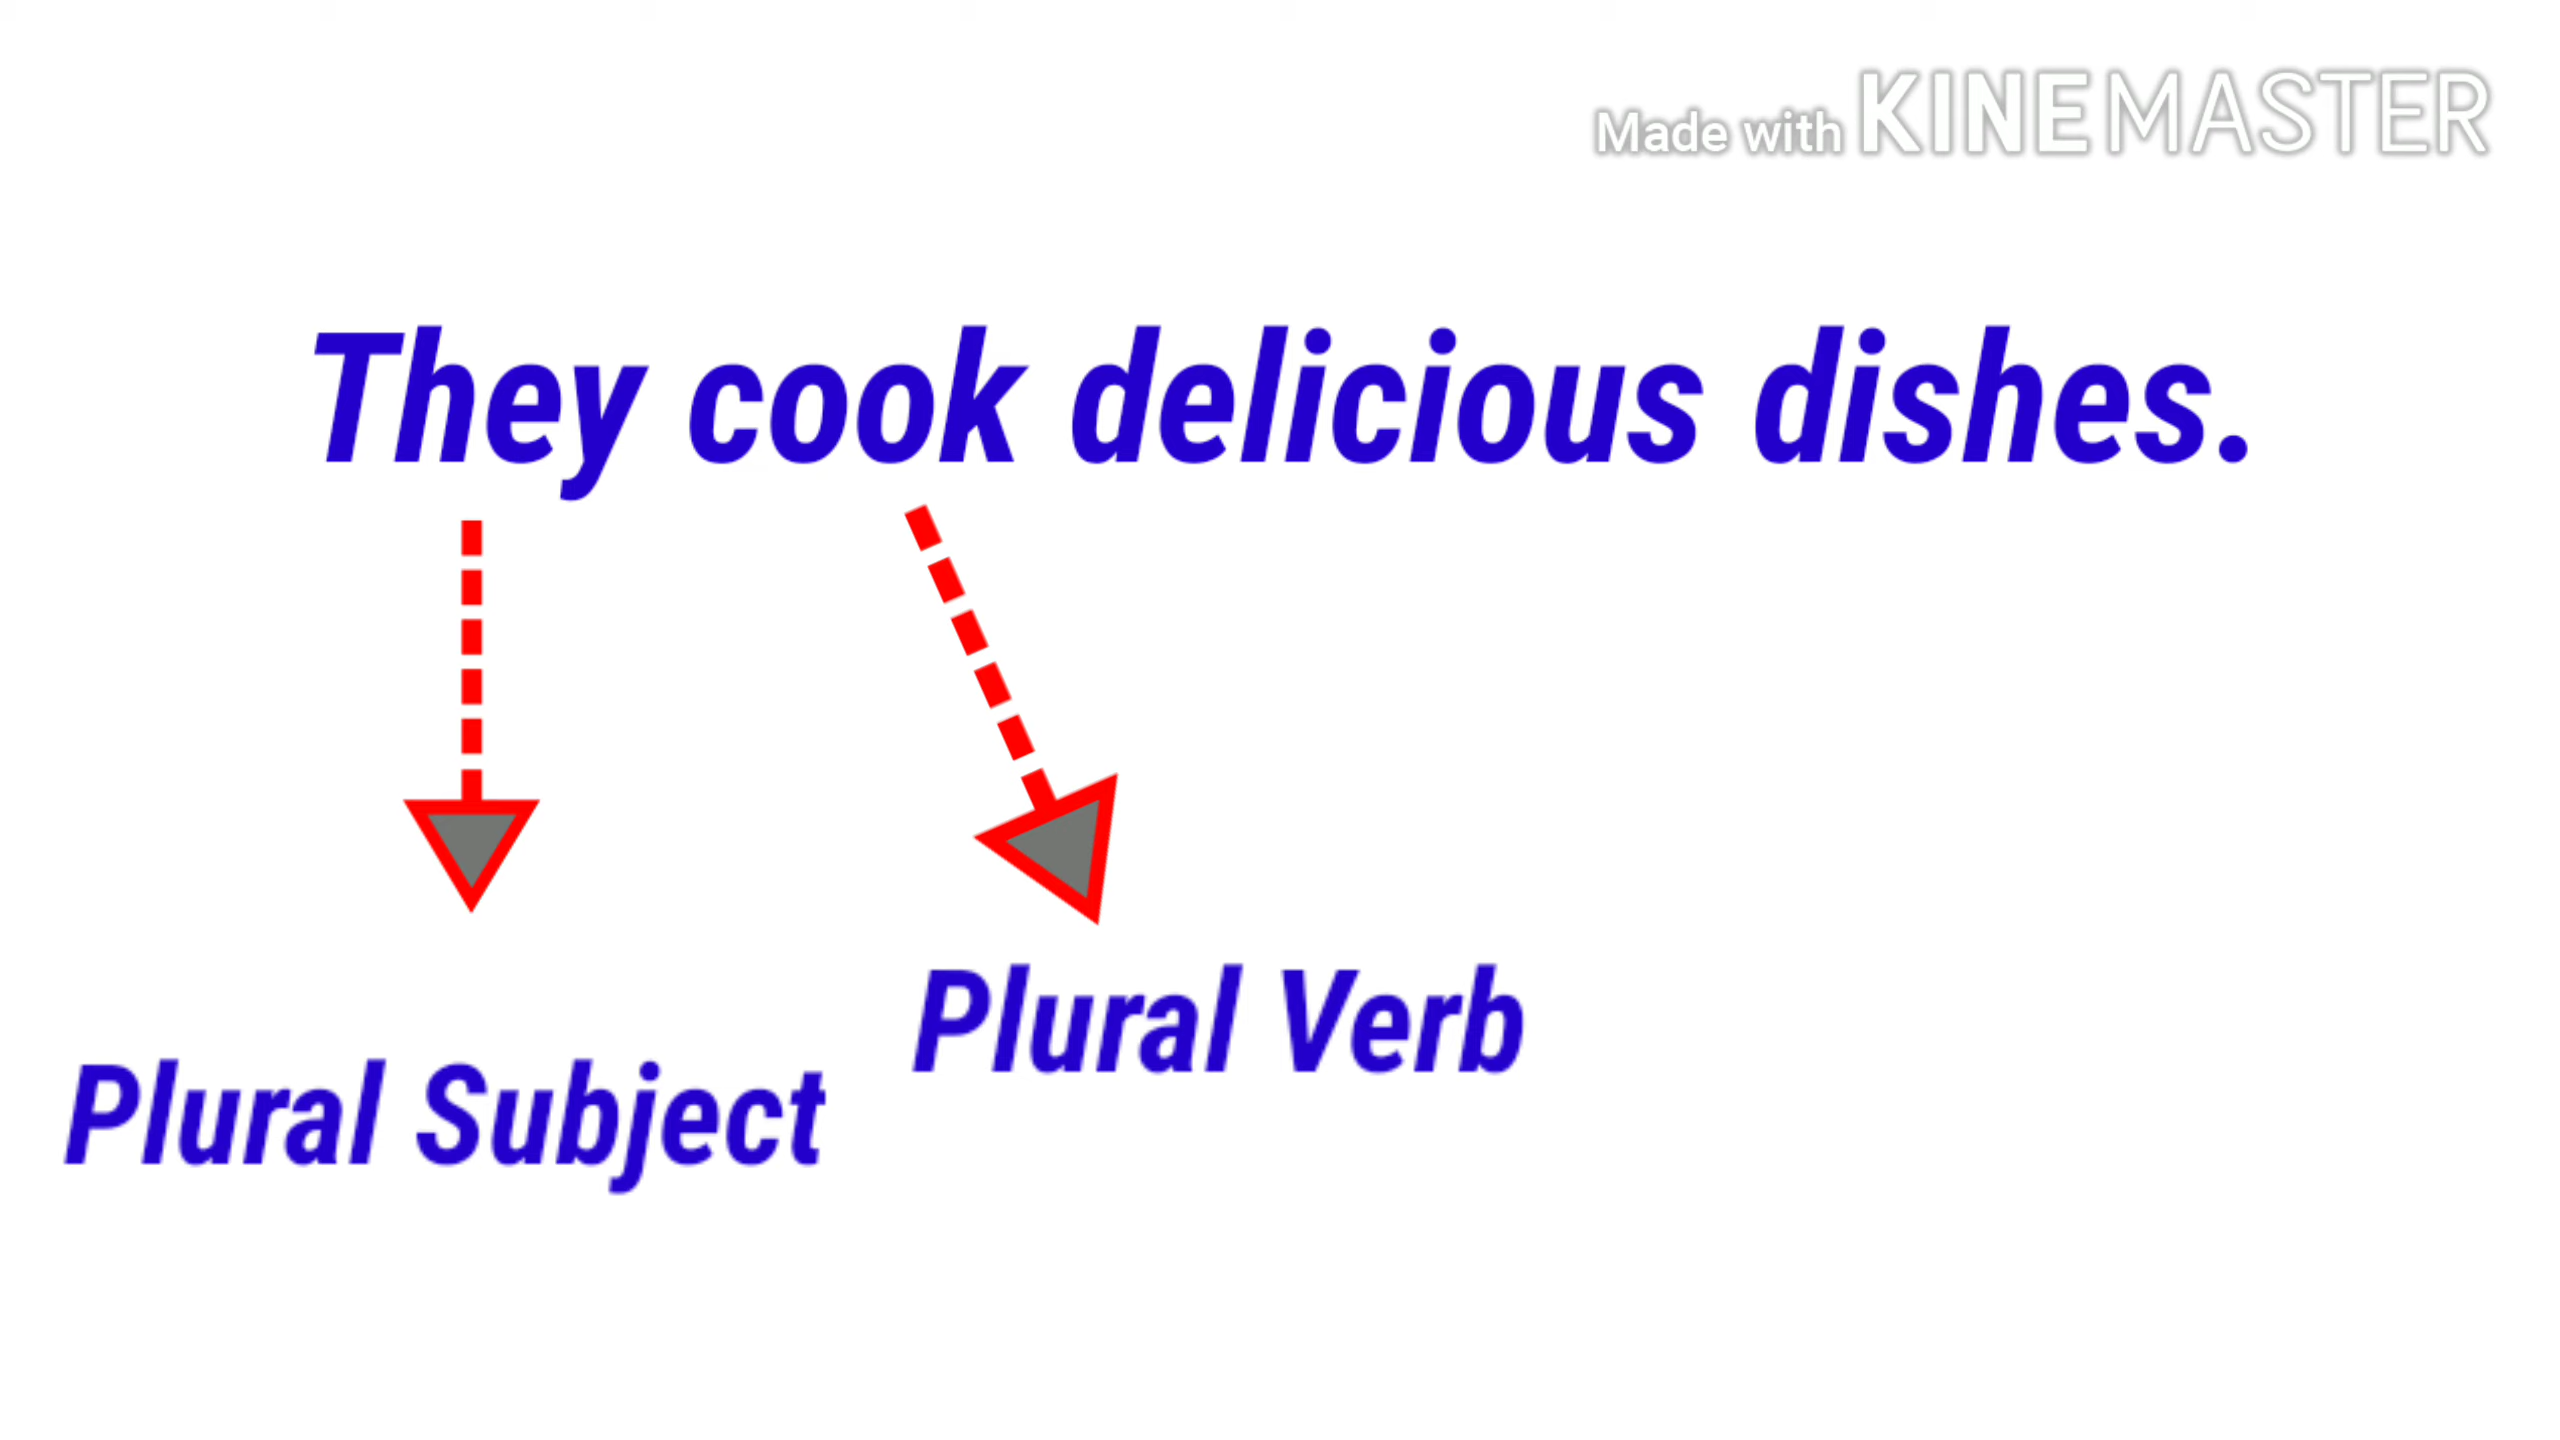 Made with KINEMASTER
They cook delicious dishes.
Plural Verb
Plural Subject